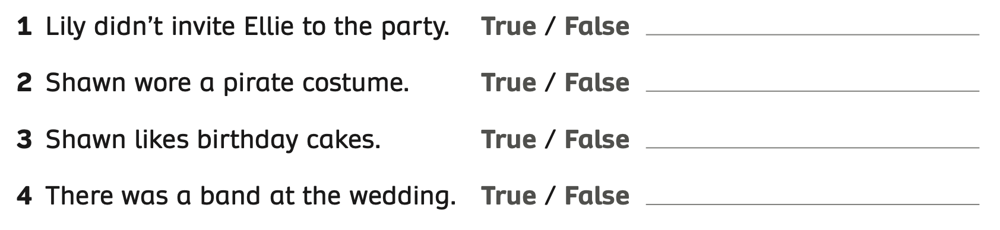 1 Lily didn’t invite Ellie to the party. True / False
2 Shawn wore a pirate costume. True / False
3 Shawn likes birthday cakes. True / False
4 There was a band at the wedding. True / False